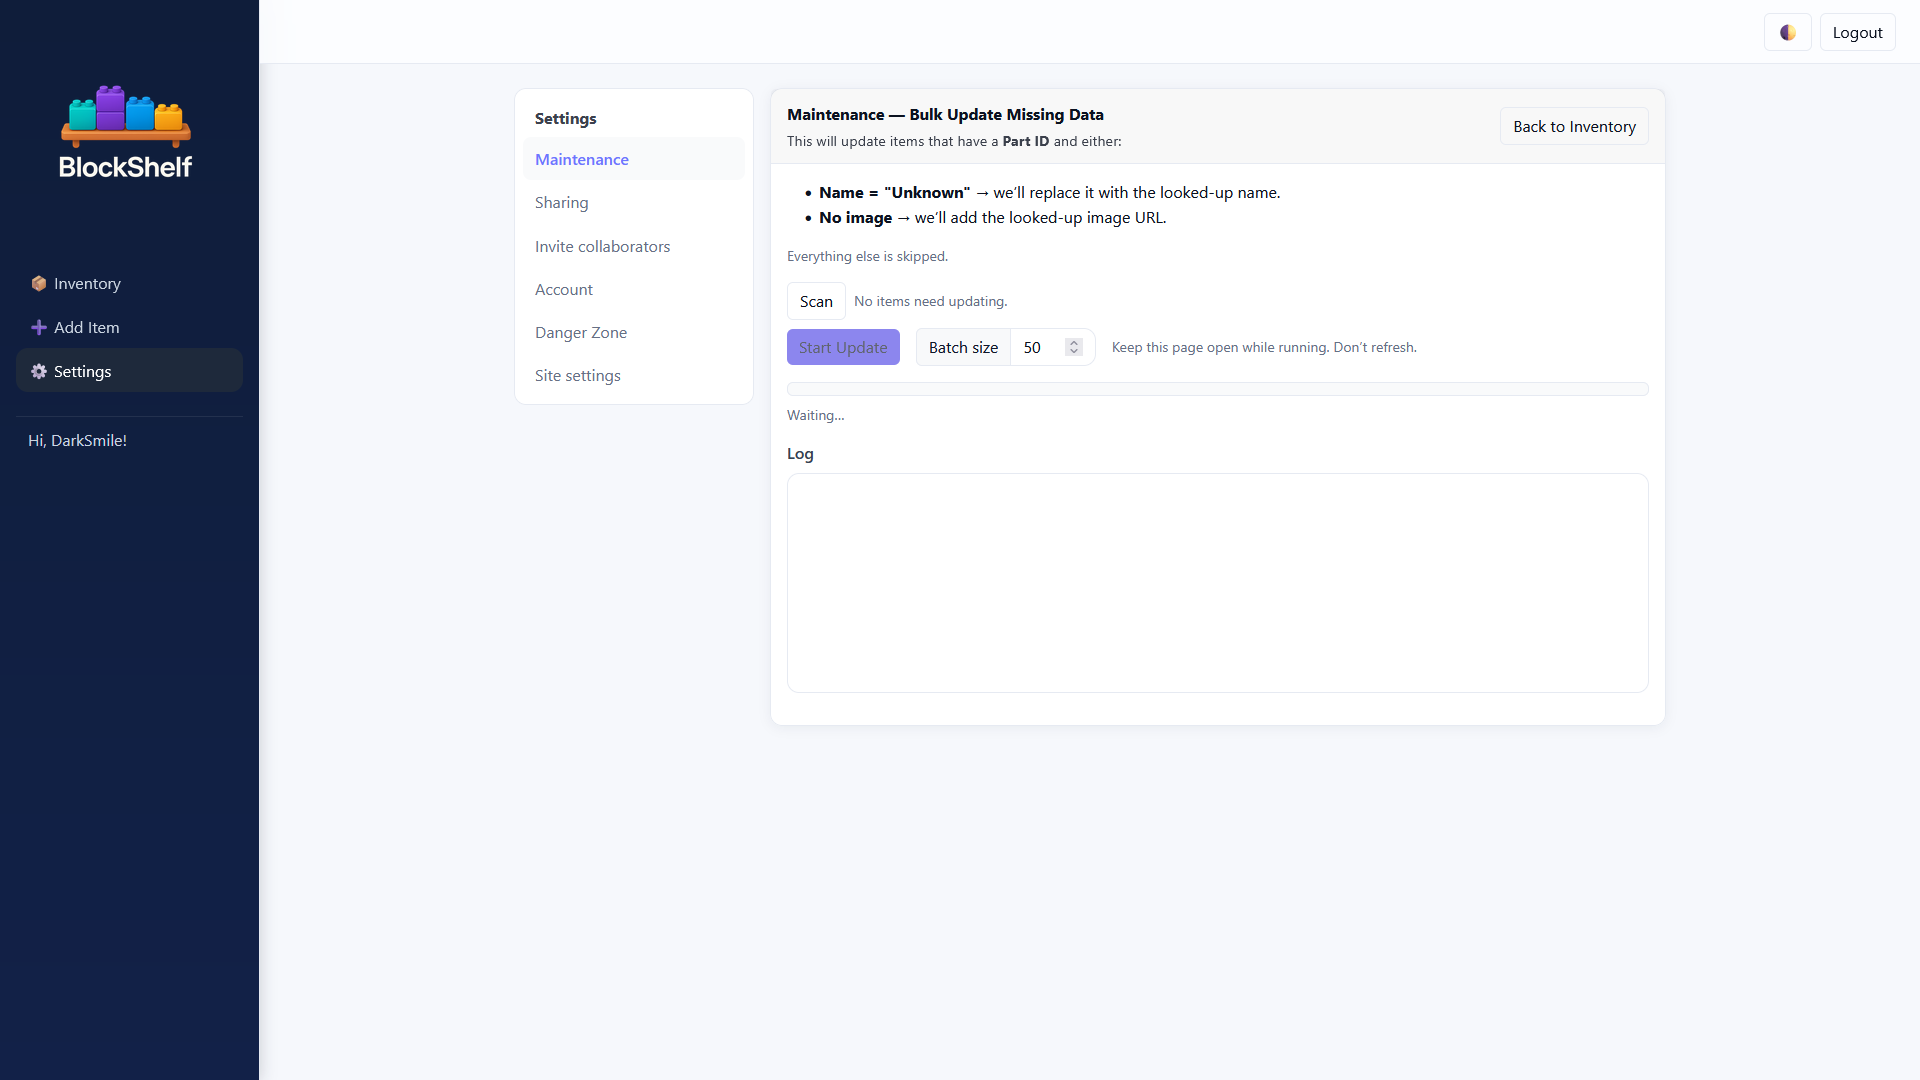 Logout
BlockShelf
Inventory
Add Item
Settings
Hi, DarkSmile!
Settings
Maintenance
Sharing
Invite collaborators
Account
Danger Zone
Site settings
Maintenance — Bulk Update Missing Data
This will update items that have a Part ID and either:
Back to Inventory
• Name = "Unknown" → we’ll replace it with the looked-up name.
• No image → we’ll add the looked-up image URL.
Everything else is skipped.
Scan No items need updating.
Start Update Batch size 50 Keep this page open while running. Don’t refresh.
Waiting…
Log